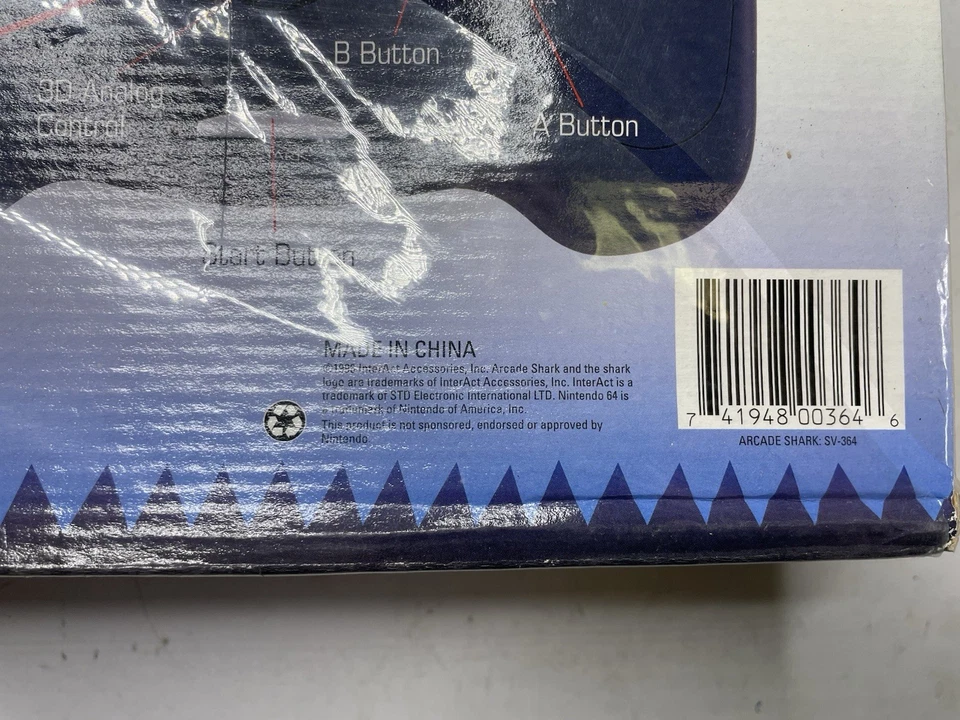 B Button
3D Analog
Control
A Button
Start Button
MADE IN CHINA
InterAct Accessories, Inc. Arcade Shark and the shark
logo are trademarks of InterAct Accessories, Inc. InterAct is a
trademark of STD Electronic International LTD. Nintendo 64 is
a trademark of Nintendo of America, Inc.
This product is not sponsored, endorsed or approved by
Nintendo
7 41948 00364 6
ARCADE SHARK: SV-364